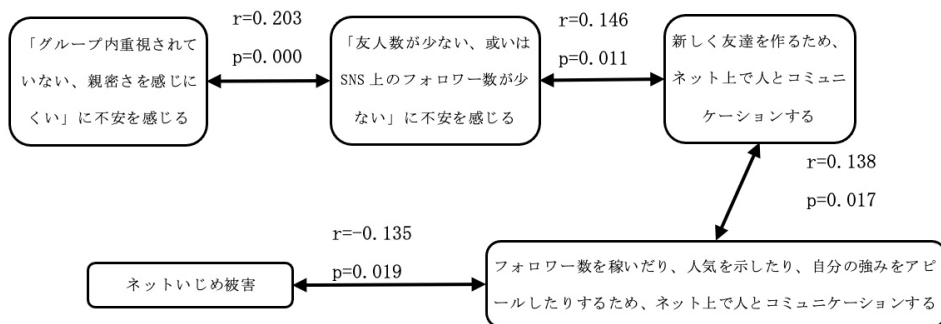 r=0.203
p=0.000
r=0.146
p=0.011
「グループ内重視されて
いない、親密さを感じに
くい」に不安を感じる
「友人数が少ない、或いは
SNS 上のフォロワー数が少
ない」に不安を感じる
新しく友達を作るため、
ネット上で人とコミュニ
ケーションする
r=0.138
p=0.017
r=-0.135
p=0.019
ネットいじめ被害
フォロワー数を稼いだり、人気を示したり、自分の強みをアピ
ールしたりするため、ネット上で人とコミュニケーションする